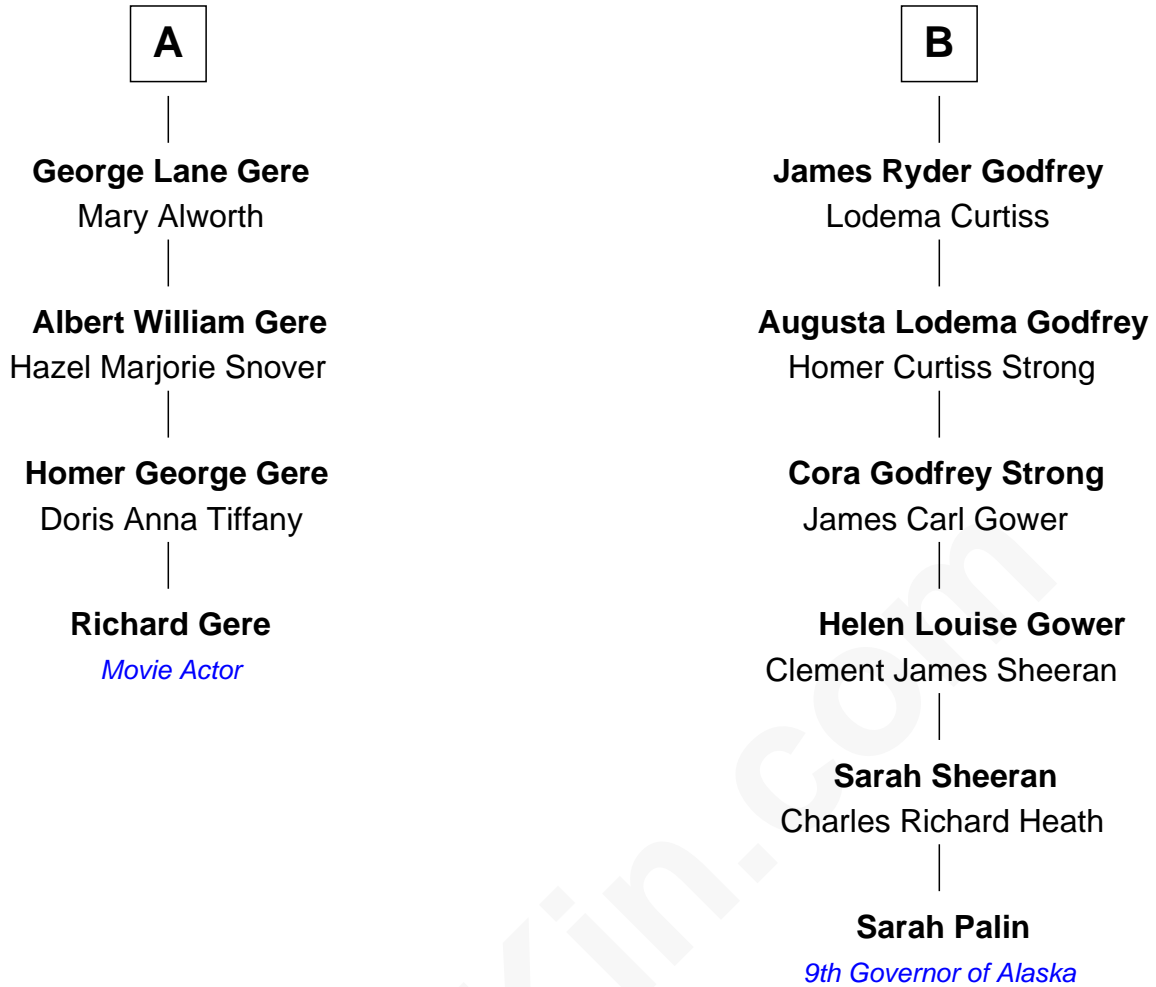 A
George Lane Gere
Mary Alworth
Albert William Gere
Hazel Marjorie Snover
Homer George Gere
Doris Anna Tiffany
Richard Gere
Movie Actor
B
James Ryder Godfrey
Lodema Curtiss
Augusta Lodema Godfrey
Homer Curtiss Strong
Cora Godfrey Strong
James Carl Gower
Helen Louise Gower
Clement James Sheeran
Sarah Sheeran
Charles Richard Heath
Sarah Palin
9th Governor of Alaska
Kin.com